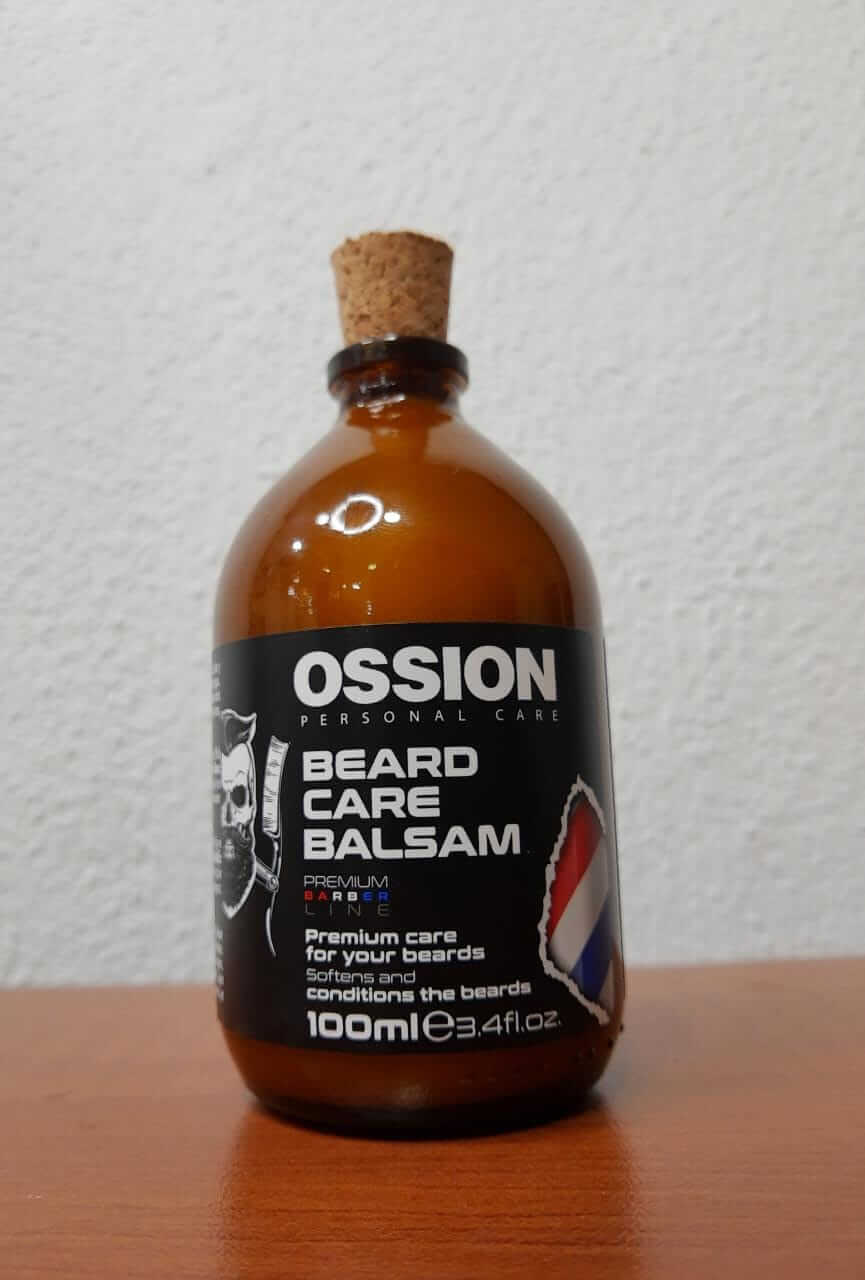 OSSION
PERSONAL CARE
BEARD
CARE
BALSAM
PREMIUM
BARBER
LINE
Premium care
for your beards
Softens and
conditions the beards
100ml e 3.4fl.oz.